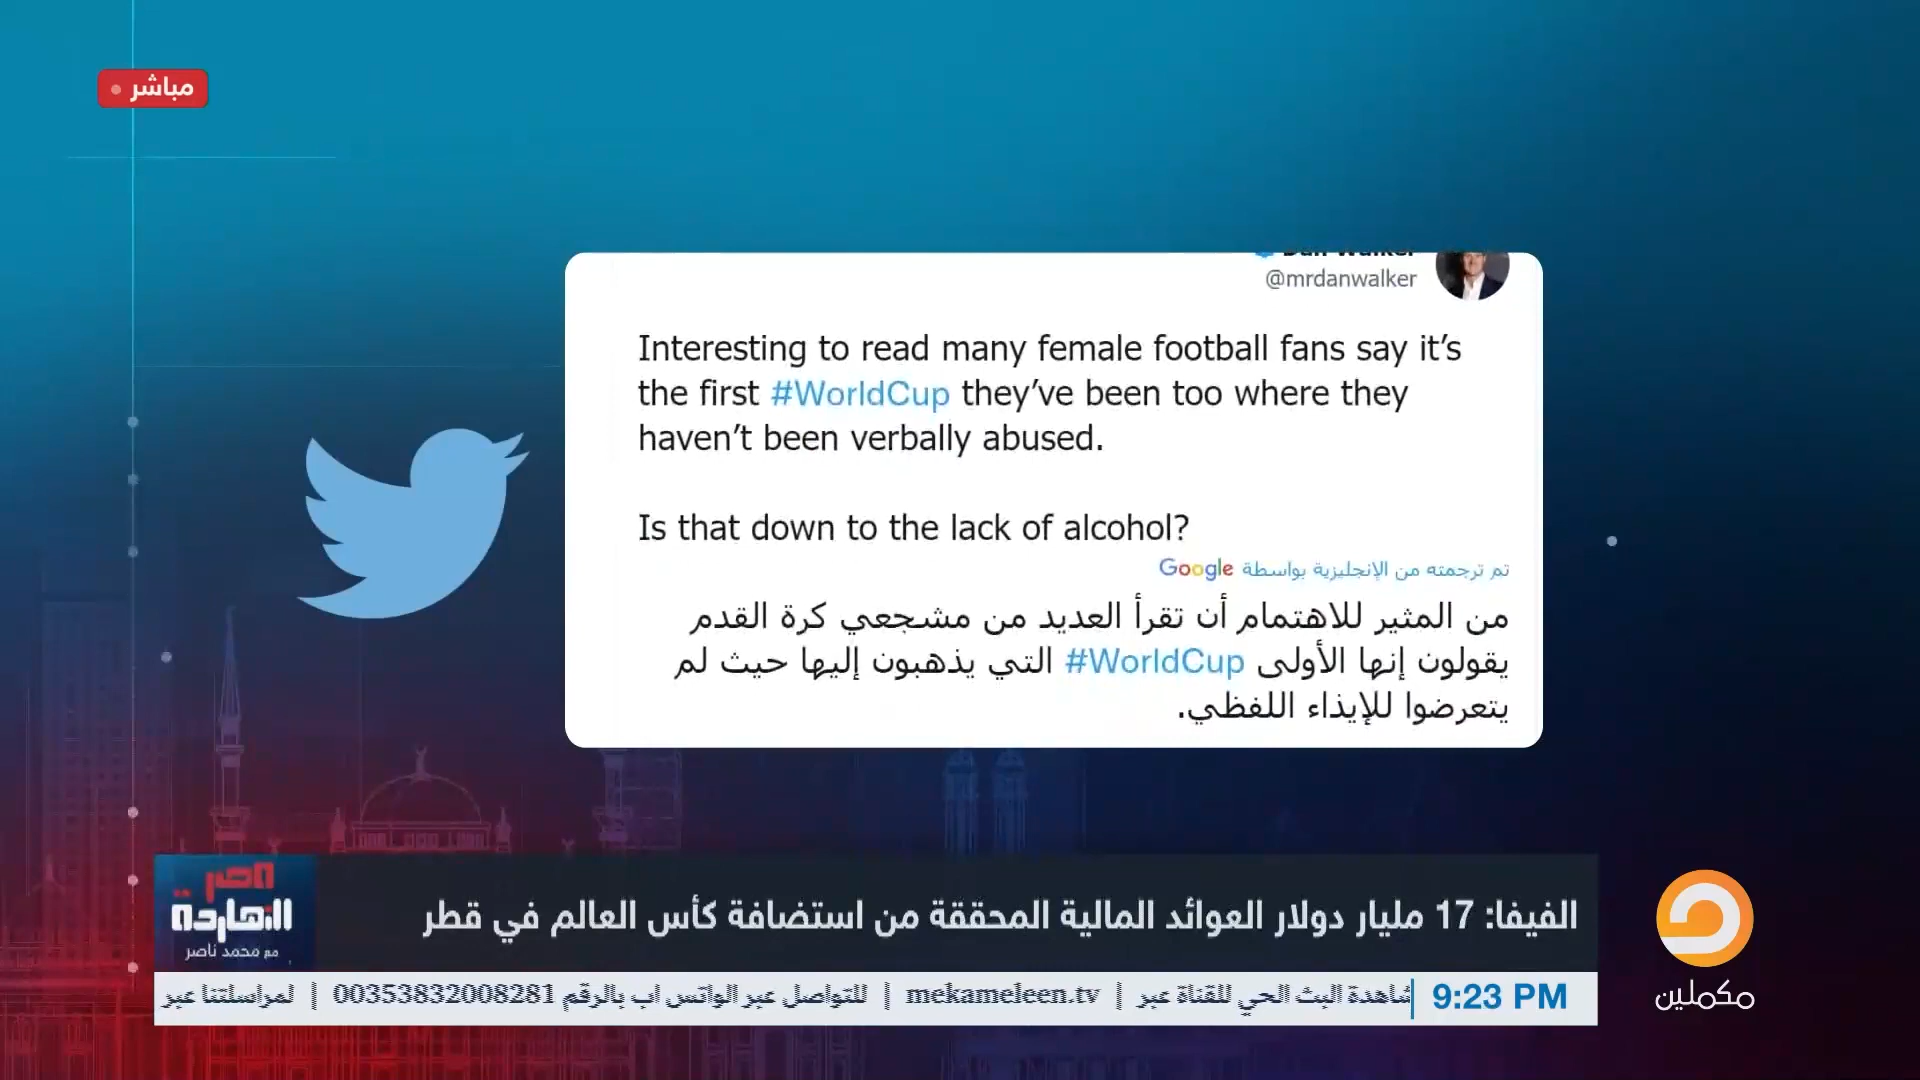 مباشر
Dan Walker
@mrdanwalker
Interesting to read many female football fans say it’s
the first #WorldCup they’ve been too where they
haven’t been verbally abused.
Is that down to the lack of alcohol?
تم ترجمته من الإنجليزية بواسطة Google
من المثير للاهتمام أن تقرأ العديد من مشجعي كرة القدم
يقولون إنها الأولى WorldCup# التي يذهبون إليها حيث لم
يتعرضوا للإيذاء اللفظي.
مصر
النهاردة
مع محمد ناصر
الفيفا: 17 مليار دولار العوائد المالية المحققة من استضافة كأس العالم في قطر
9:23 PM
شاهدة البث الحي للقناة عبر | mekameleen.tv | للتواصل عبر الواتس اب بالرقم 00353832008281 | لمراسلتنا عبر
مكملين